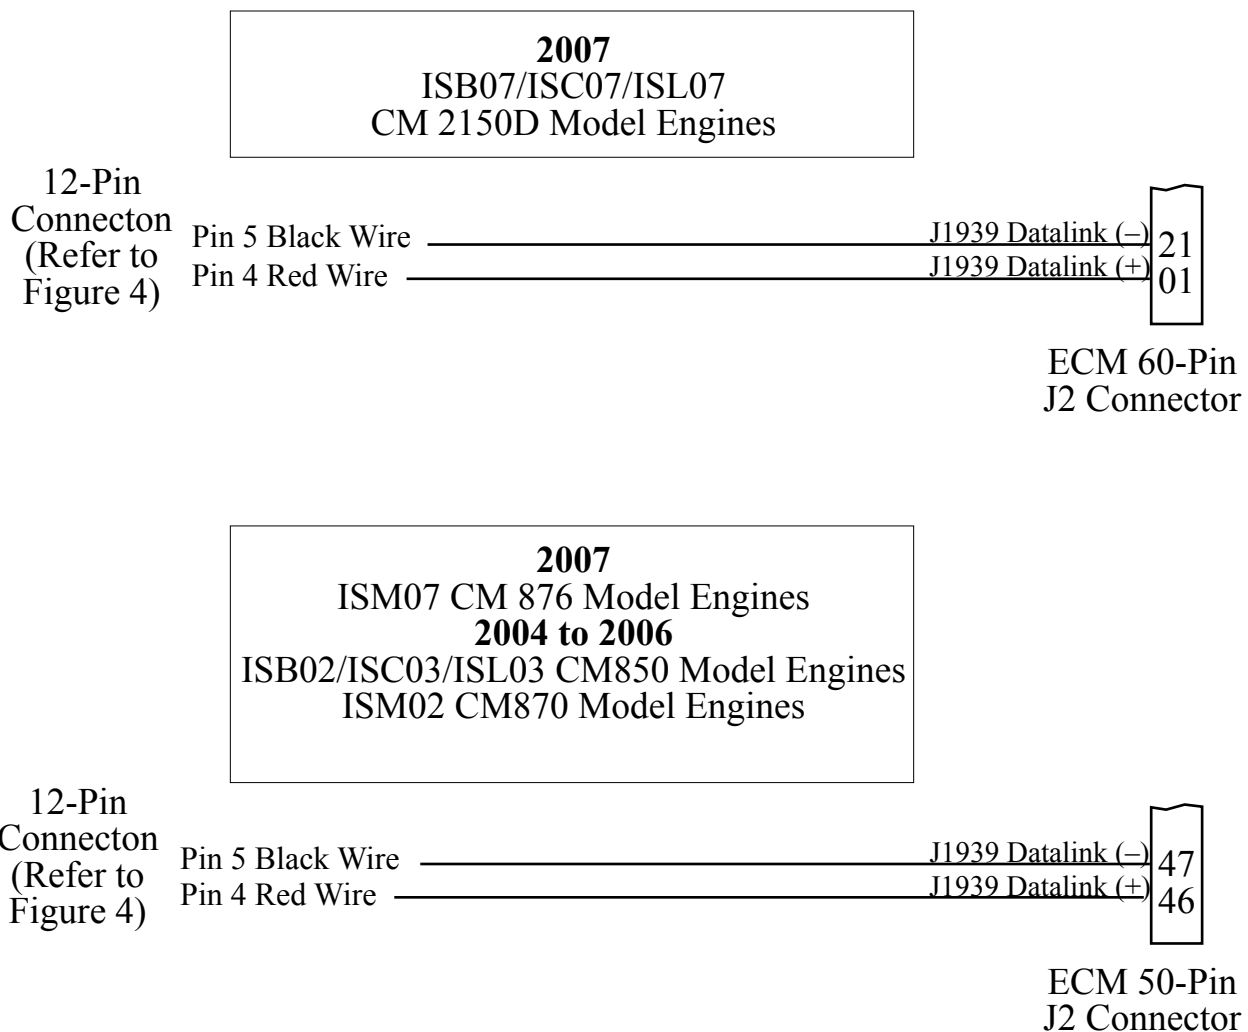 2007
ISB07/ISC07/ISL07
CM 2150D Model Engines
12-Pin
Connecton
(Refer to
Figure 4)
Pin 5 Black Wire
J1939 Datalink (–)
21
Pin 4 Red Wire
J1939 Datalink (+)
01
ECM 60-Pin
J2 Connector
2007
ISM07 CM 876 Model Engines
2004 to 2006
ISB02/ISC03/ISL03 CM850 Model Engines
ISM02 CM870 Model Engines
12-Pin
Connecton
(Refer to
Figure 4)
Pin 5 Black Wire
J1939 Datalink (–)
47
Pin 4 Red Wire
J1939 Datalink (+)
46
ECM 50-Pin
J2 Connector